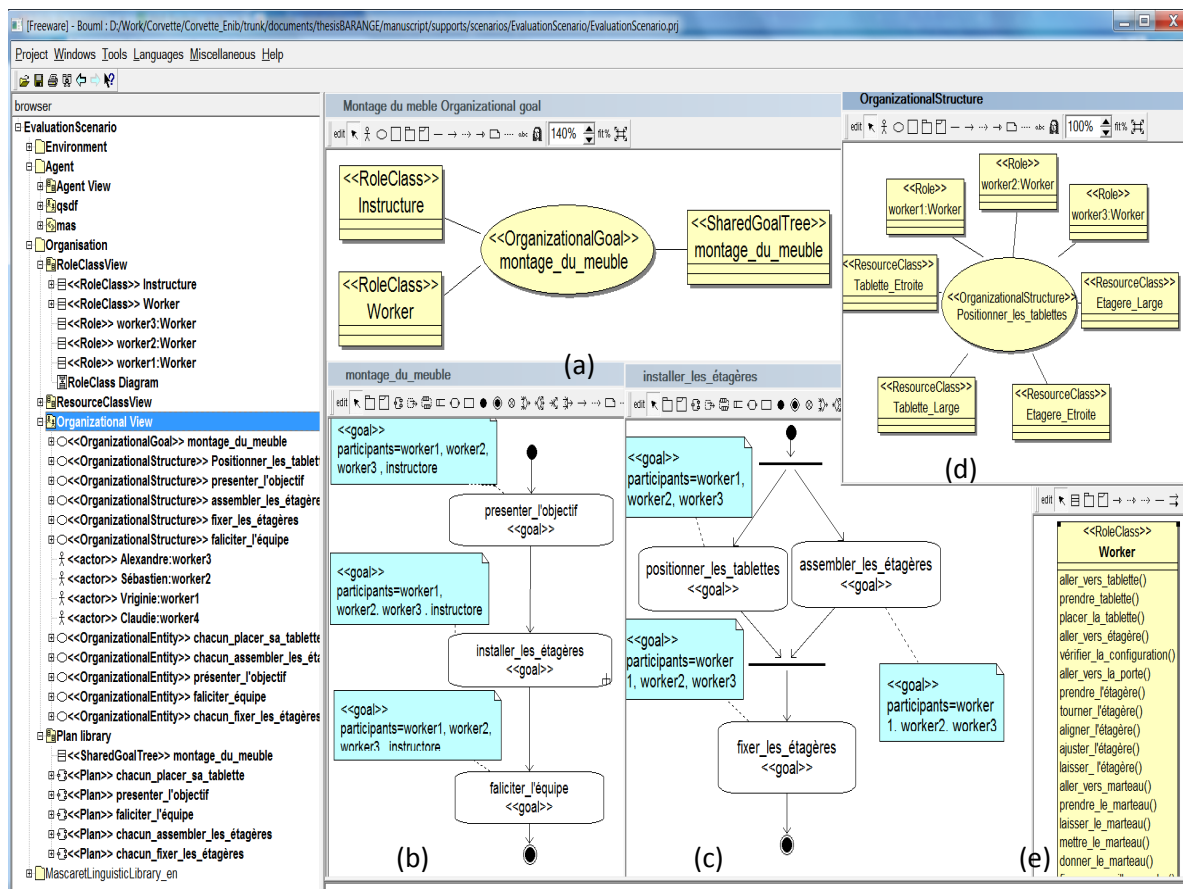 [Freeware] - Bouml : D:/Work/Corvette/Corvette_Enib/trunk/documents/thesisBARANGE/manuscript/supports/scenarios/EvaluationScenario/EvaluationScenario.prj
Project Windows Tools Languages Miscellaneous Help
browser
EvaluationScenario
Environment
Agent
Agent View
qsdf
mas
Organisation
RoleClassView
<<RoleClass>> Instructure
<<RoleClass>> Worker
<<Role>> worker3:Worker
<<Role>> worker2:Worker
<<Role>> worker1:Worker
RoleClass Diagram
ResourceClassView
Organizational View
<<OrganizationalGoal>> montage_du_meuble
<<OrganizationalStructure>> Positionner_les_tablett
<<OrganizationalStructure>> presenter_l'objectif
<<OrganizationalStructure>> assembler_les_étagère
<<OrganizationalStructure>> fixer_les_étagères
<<OrganizationalStructure>> faliciter_l'équipe
<<actor>> Alexandre:worker3
<<actor>> Sébastien:worker2
<<actor>> Vriginie:worker1
<<actor>> Claudie:worker4
<<OrganizationalEntity>> chacun_placer_sa_tablette
<<OrganizationalEntity>> chacun_assembler_les_éta
<<OrganizationalEntity>> présenter_l'objectif
<<OrganizationalEntity>> faliciter_équipe
<<OrganizationalEntity>> chacun_fixer_les_étagères
Plan library
<<SharedGoalTree>> montage_du_meuble
<<Plan>> chacun_placer_sa_tablette
<<Plan>> presenter_l'objectif
<<Plan>> faliciter_l'équipe
<<Plan>> chacun_assembler_les_étagères
<<Plan>> chacun_fixer_les_étagères
MascaretLinguisticLibrary_en
Montage du meble Organizational goal
edit
abc
140%
fit%
<<RoleClass>>
Instructure
<<RoleClass>>
Worker
<<OrganizationalGoal>>
montage_du_meuble
<<SharedGoalTree>>
montage_du_meuble
(a)
OrganizationalStructure
edit
abc
100%
fit%
<<Role>>
worker1:Worker
<<Role>>
worker2:Worker
<<Role>>
worker3:Worker
<<ResourceClass>>
Tablette_Etroite
<<OrganizationalStructure>>
Positionner_les_tablettes
<<ResourceClass>>
Etagere_Large
<<ResourceClass>>
Tablette_Large
<<ResourceClass>>
Etagere_Etroite
(d)
montage_du_meuble
edit
<<goal>>
participants=worker1, worker2,
worker3 , instructore
presenter_l'objectif
<<goal>>
<<goal>>
participants=worker1,
worker2. worker3 . instructore
installer_les_étagères
<<goal>>
<<goal>>
participants=worker1, worker2,
worker3 . instructore
faliciter_l'équipe
<<goal>>
(b)
installer_les_étagères
edit
<<goal>>
participants=worker1,
worker2, worker3
positionner_les_tablettes
<<goal>>
assembler_les_étagères
<<goal>>
<<goal>>
participants=worker
1, worker2, worker3
<<goal>>
participants=worker
1. worker2. worker3
fixer_les_étagères
<<goal>>
(c)
edit
<<RoleClass>>
Worker
aller_vers_tablette()
prendre_tablette()
placer_la_tablette()
aller_vers_étagère()
vérifier_la_configuration()
aller_vers_la_porte()
prendre_l'étagère()
tourner_l'étagère()
aligner_l'étagère()
ajuster_l'étagère()
laisser_ l'étagère()
aller_vers_marteau()
prendre_le_marteau()
laisser_le_marteau()
mettre_le_marteau()
donner_le_marteau()
(e)